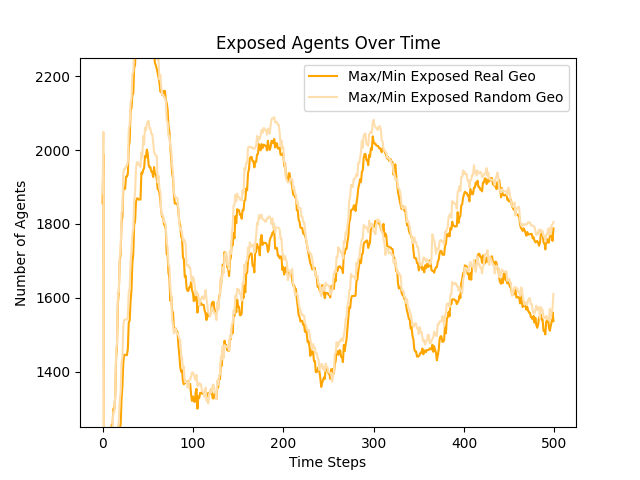 Exposed Agents Over Time
Max/Min Exposed Real Geo
Max/Min Exposed Random Geo
Number of Agents
2200
2000
1800
1600
1400
0 100 200 300 400 500
Time Steps